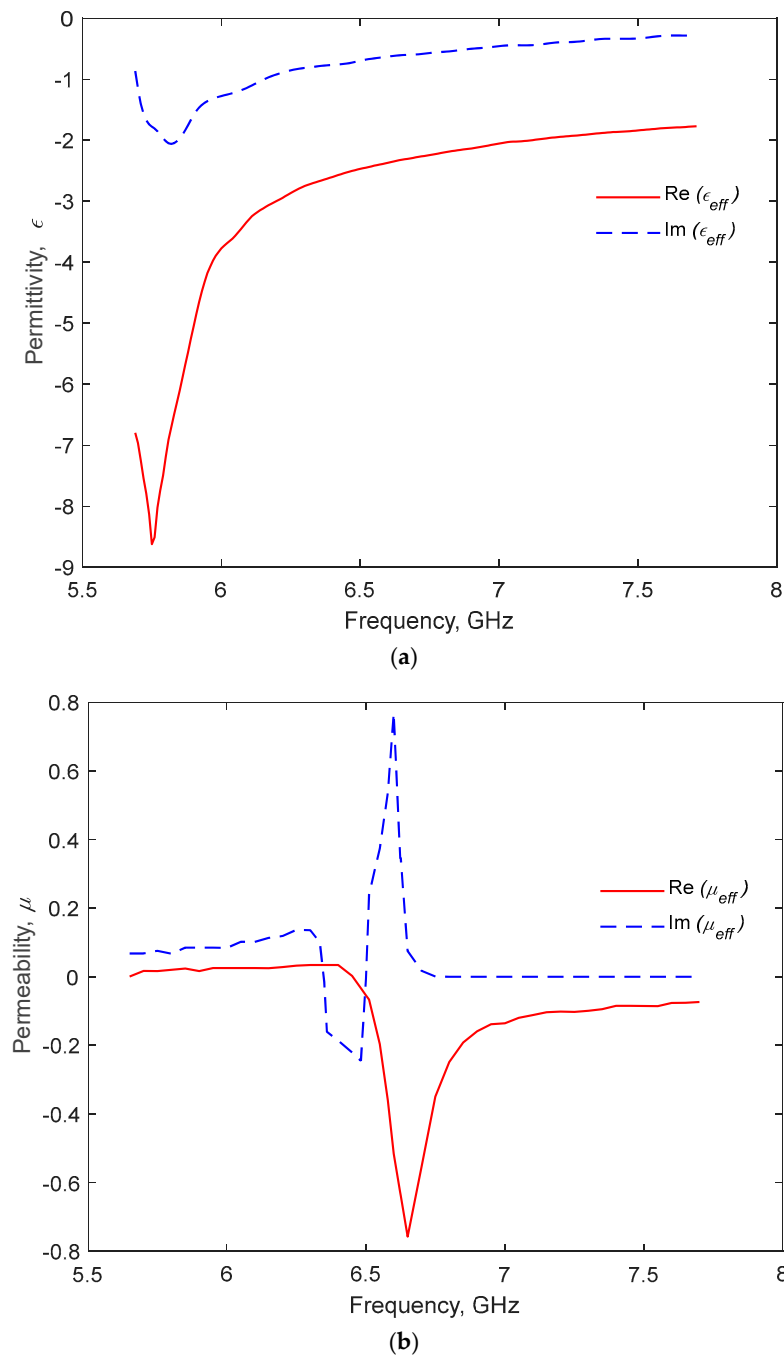 0
-1
-2
-3
-4
-5
-6
-7
-8
-9
Permittivity, ϵ
Re (ϵeff)
Im (ϵeff)
5.5 6 6.5 7 7.5 8
Frequency, GHz
(a)
0.8
0.6
0.4
0.2
0
-0.2
-0.4
-0.6
-0.8
Permeability, μ
Re (μeff)
Im (μeff)
5.5 6 6.5 7 7.5 8
Frequency, GHz
(b)